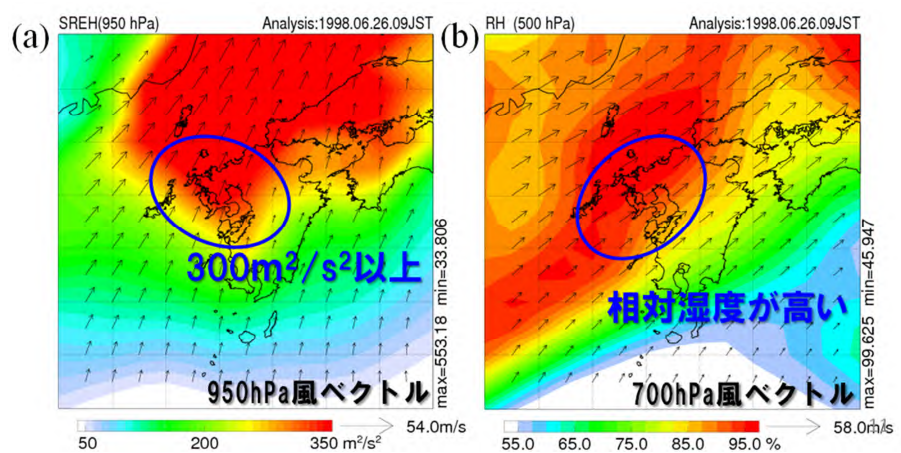 (a)
SREH(950 hPa) Analysis:1998.06.26.09JST
300m²/s²以上
950hPa風ベクトル
max=553.18 min=33.806
50 200 350 m²/s² 54.0m/s
(b)
RH (500 hPa) Analysis:1998.06.26.09JST
相対湿度が高い
700hPa風ベクトル
max=99.625 min=45.947
55.0 65.0 75.0 85.0 95.0 % 58.0m/s
11